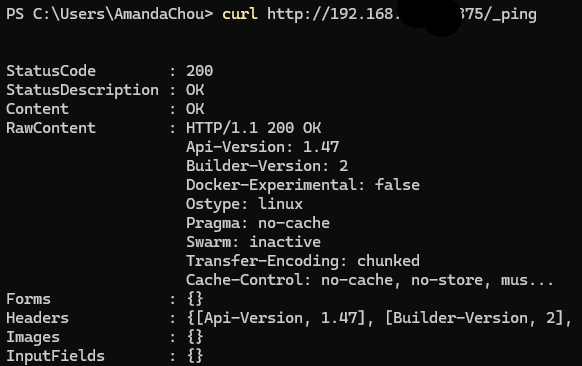 PS C:\Users\AmandaChou> curl http://192.168. 375/_ping
StatusCode : 200
StatusDescription : OK
Content : OK
RawContent : HTTP/1.1 200 OK
Api-Version: 1.47
Builder-Version: 2
Docker-Experimental: false
Ostype: linux
Pragma: no-cache
Swarm: inactive
Transfer-Encoding: chunked
Cache-Control: no-cache, no-store, mus...
Forms : {}
Headers : {[Api-Version, 1.47], [Builder-Version, 2],
Images : {}
InputFields : {}